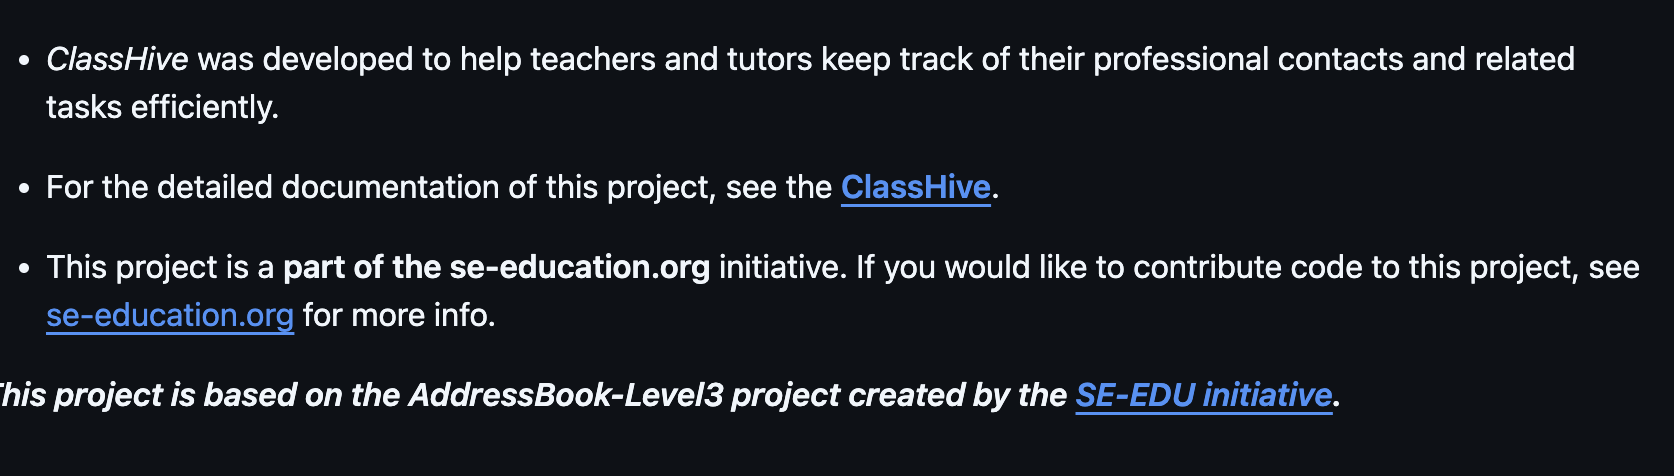 ClassHive was developed to help teachers and tutors keep track of their professional contacts and related
tasks efficiently.
For the detailed documentation of this project, see the ClassHive.
This project is a part of the se-education.org initiative. If you would like to contribute code to this project, see
se-education.org for more info.
This project is based on the AddressBook-Level3 project created by the SE-EDU initiative.